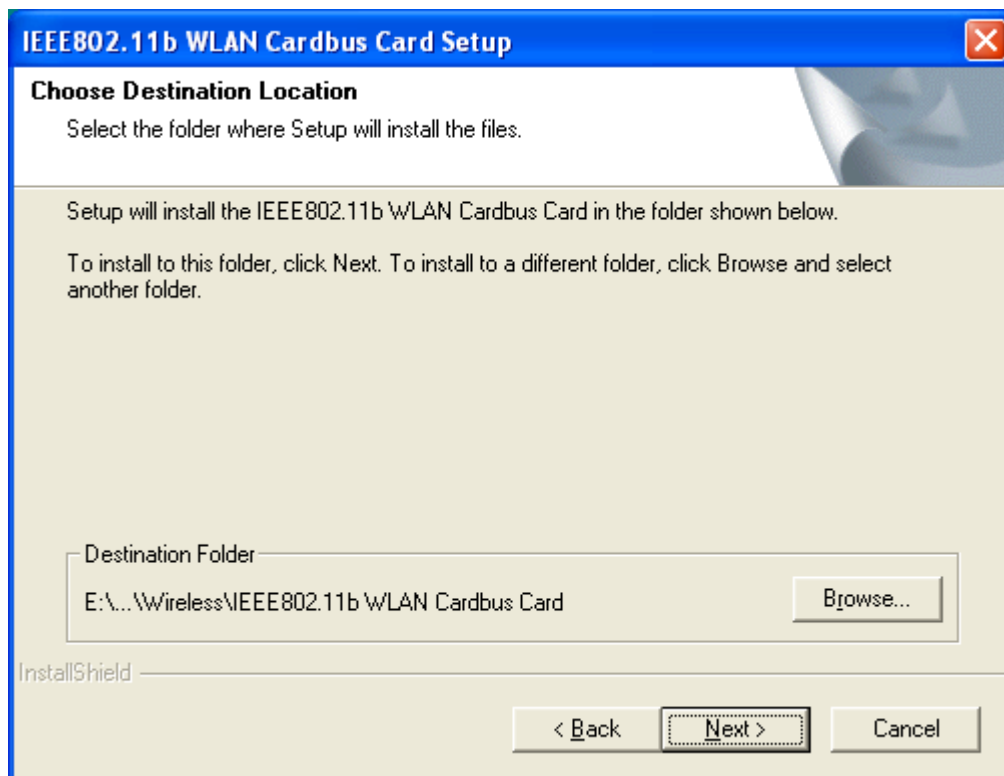 IEEE802.11b WLAN Cardbus Card Setup
Choose Destination Location
Select the folder where Setup will install the files.
Setup will install the IEEE802.11b WLAN Cardbus Card in the folder shown below.
To install to this folder, click Next. To install to a different folder, click Browse and select
another folder.
Destination Folder
E:\...\Wireless\IEEE802.11b WLAN Cardbus Card
Browse...
InstallShield
< Back
Next >
Cancel